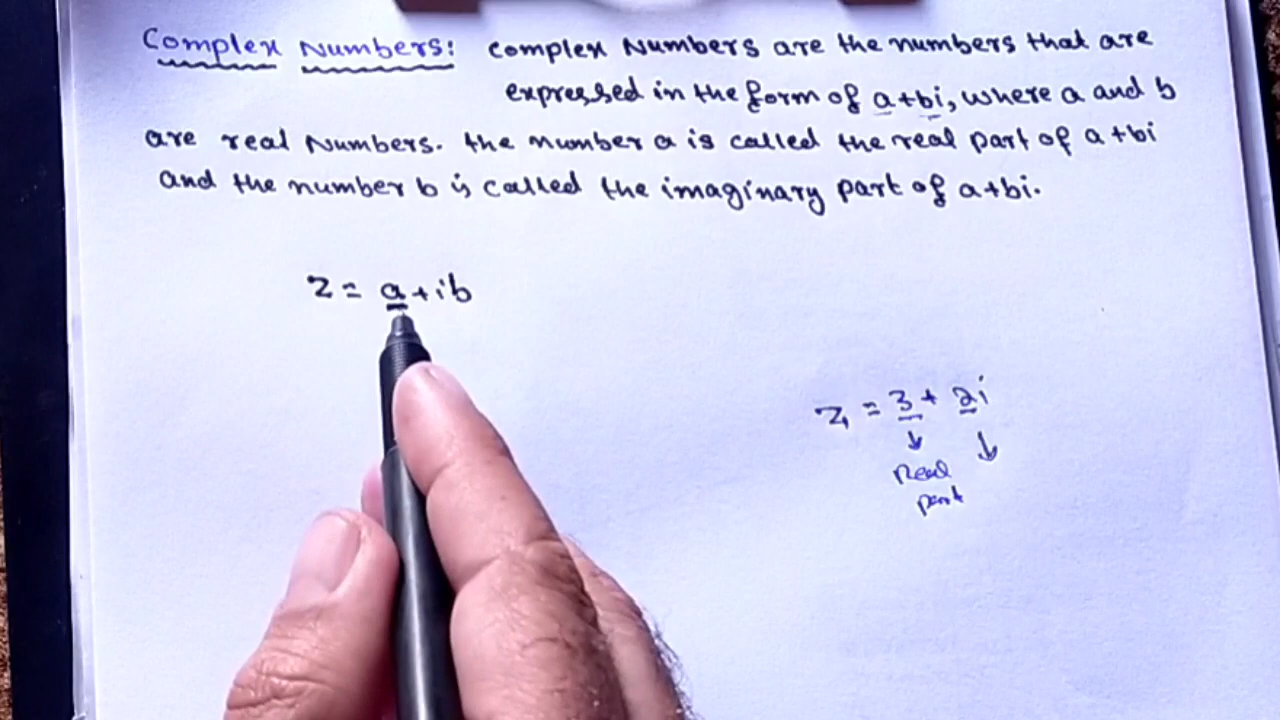 Complex Numbers: Complex Numbers are the numbers that are
expressed in the form of a+bi, where a and b
are real Numbers. the number a is called the real part of a+bi
and the number b is called the imaginary part of a+bi.
z = a+ib
z₁ = 3 + 2i
↓ ↓
Real
part